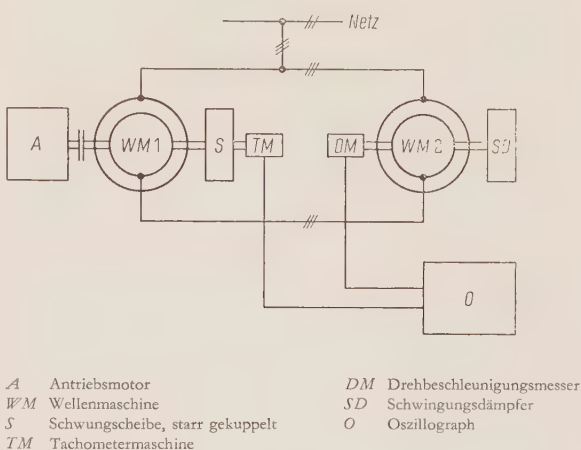 Netz
A
WM 1
S
TM
DM
WM 2
SD
O
A Antriebsmotor
WM Wellenmaschine
S Schwungscheibe, starr gekuppelt
TM Tachometermaschine
DM Drehbeschleunigungsmesser
SD Schwingungsdämpfer
O Oszillograph